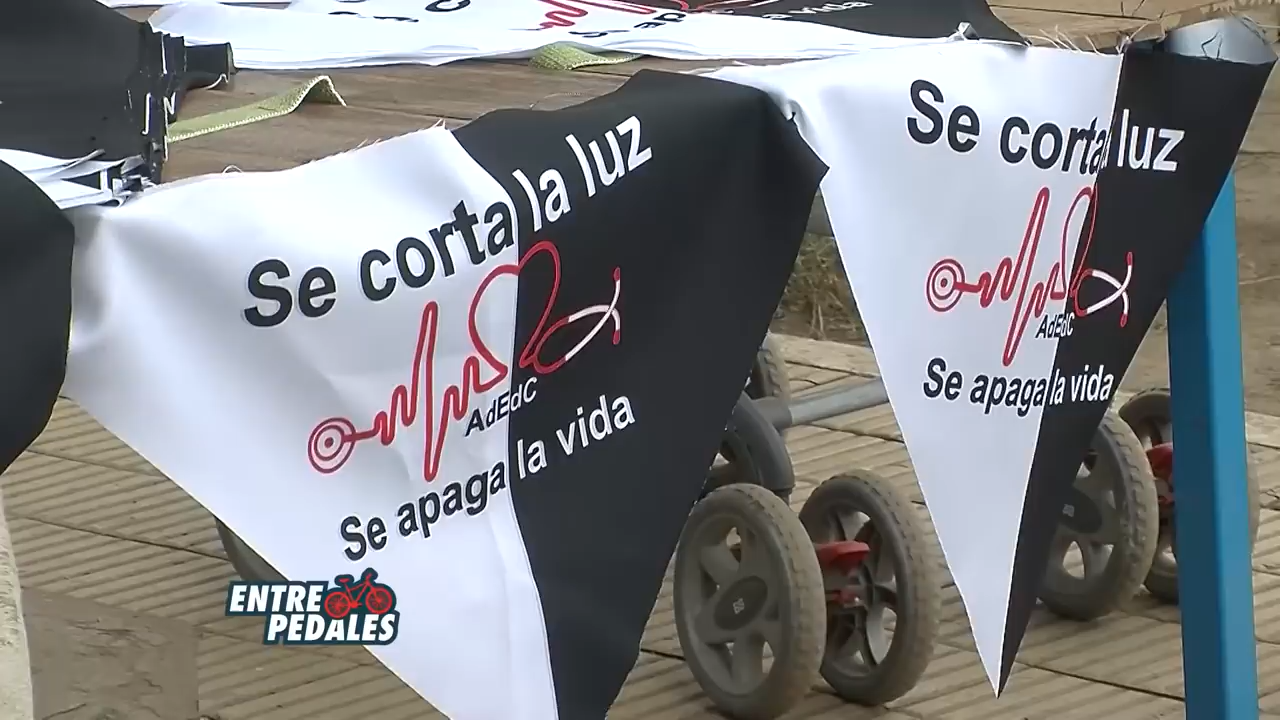 Se corta la luz
AdEdC
Se apaga la vida
Se corta luz
AdEdC
Se apaga la vida
ENTRE
PEDALES